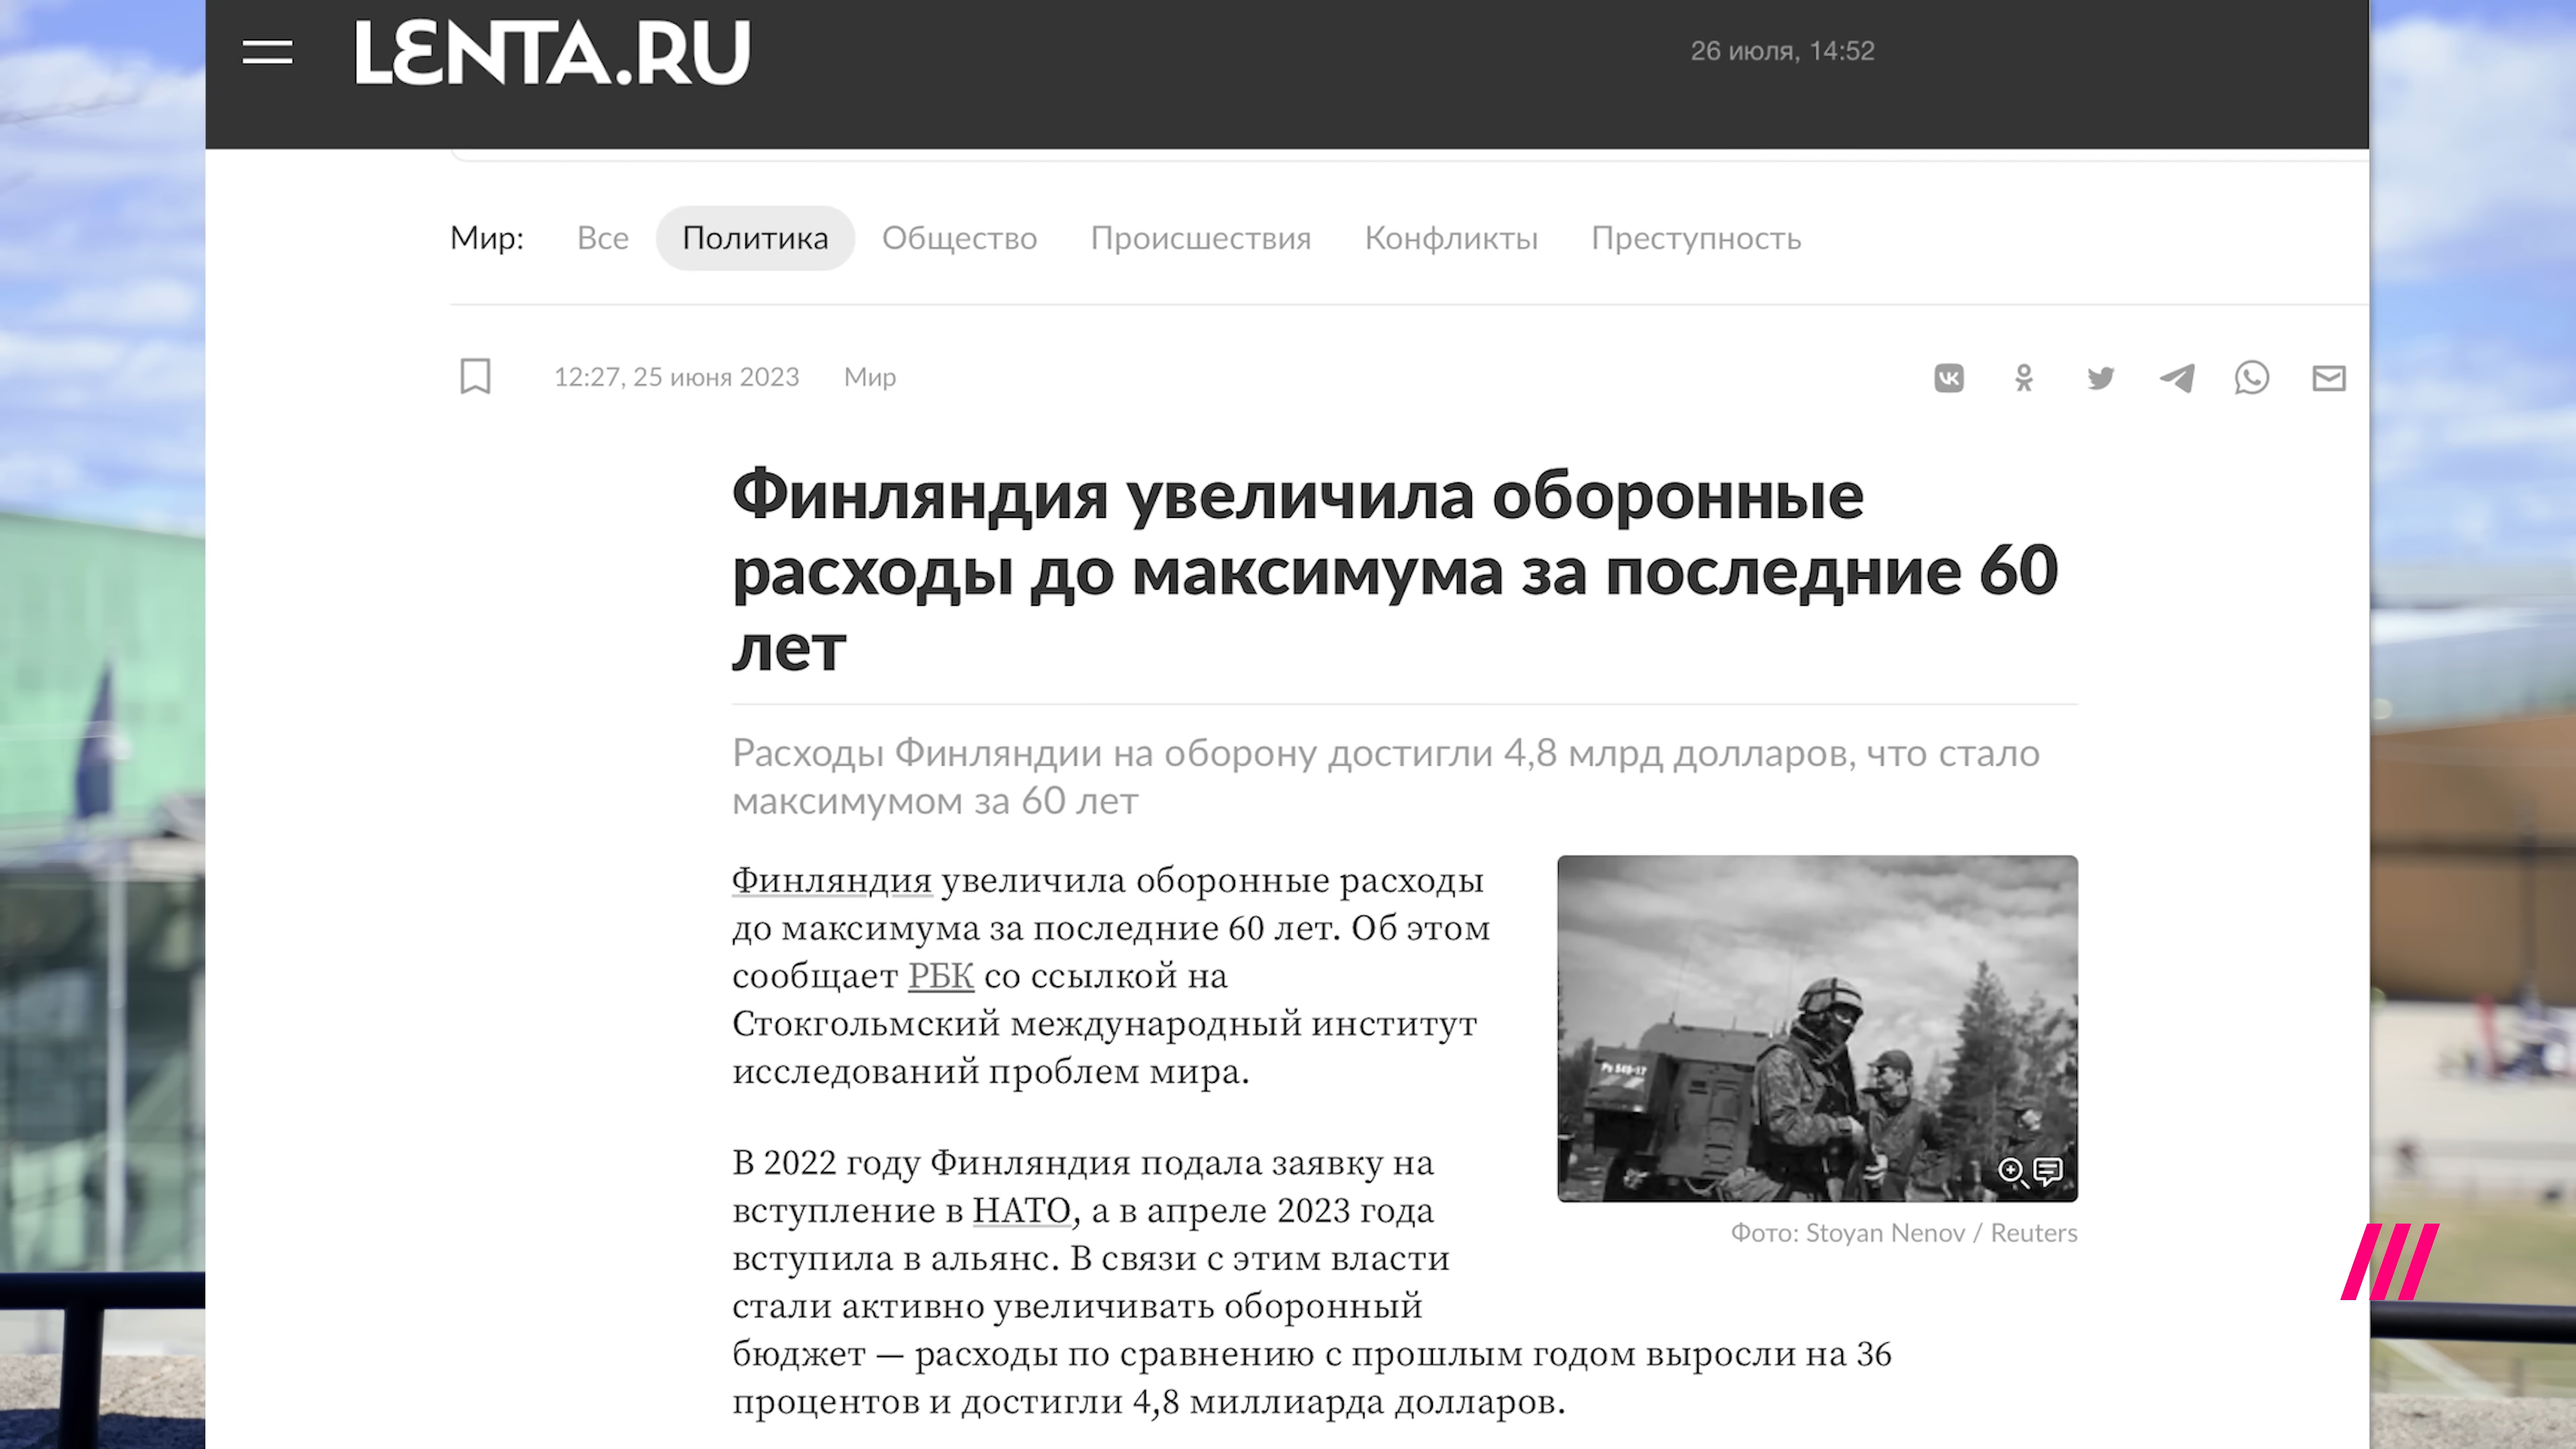 LENTA.RU
26 июля, 14:52
Мир: Все Политика Общество Происшествия Конфликты Преступность
12:27, 25 июня 2023 Мир
Финляндия увеличила оборонные
расходы до максимума за последние 60
лет
Расходы Финляндии на оборону достигли 4,8 млрд долларов, что стало
максимумом за 60 лет
Финляндия увеличила оборонные расходы
до максимума за последние 60 лет. Об этом
сообщает РБК со ссылкой на
Стокгольмский международный институт
исследований проблем мира.
В 2022 году Финляндия подала заявку на
вступление в НАТО, а в апреле 2023 года
вступила в альянс. В связи с этим власти
стали активно увеличивать оборонный
бюджет — расходы по сравнению с прошлым годом выросли на 36
процентов и достигли 4,8 миллиарда долларов.
Фото: Stoyan Nenov / Reuters